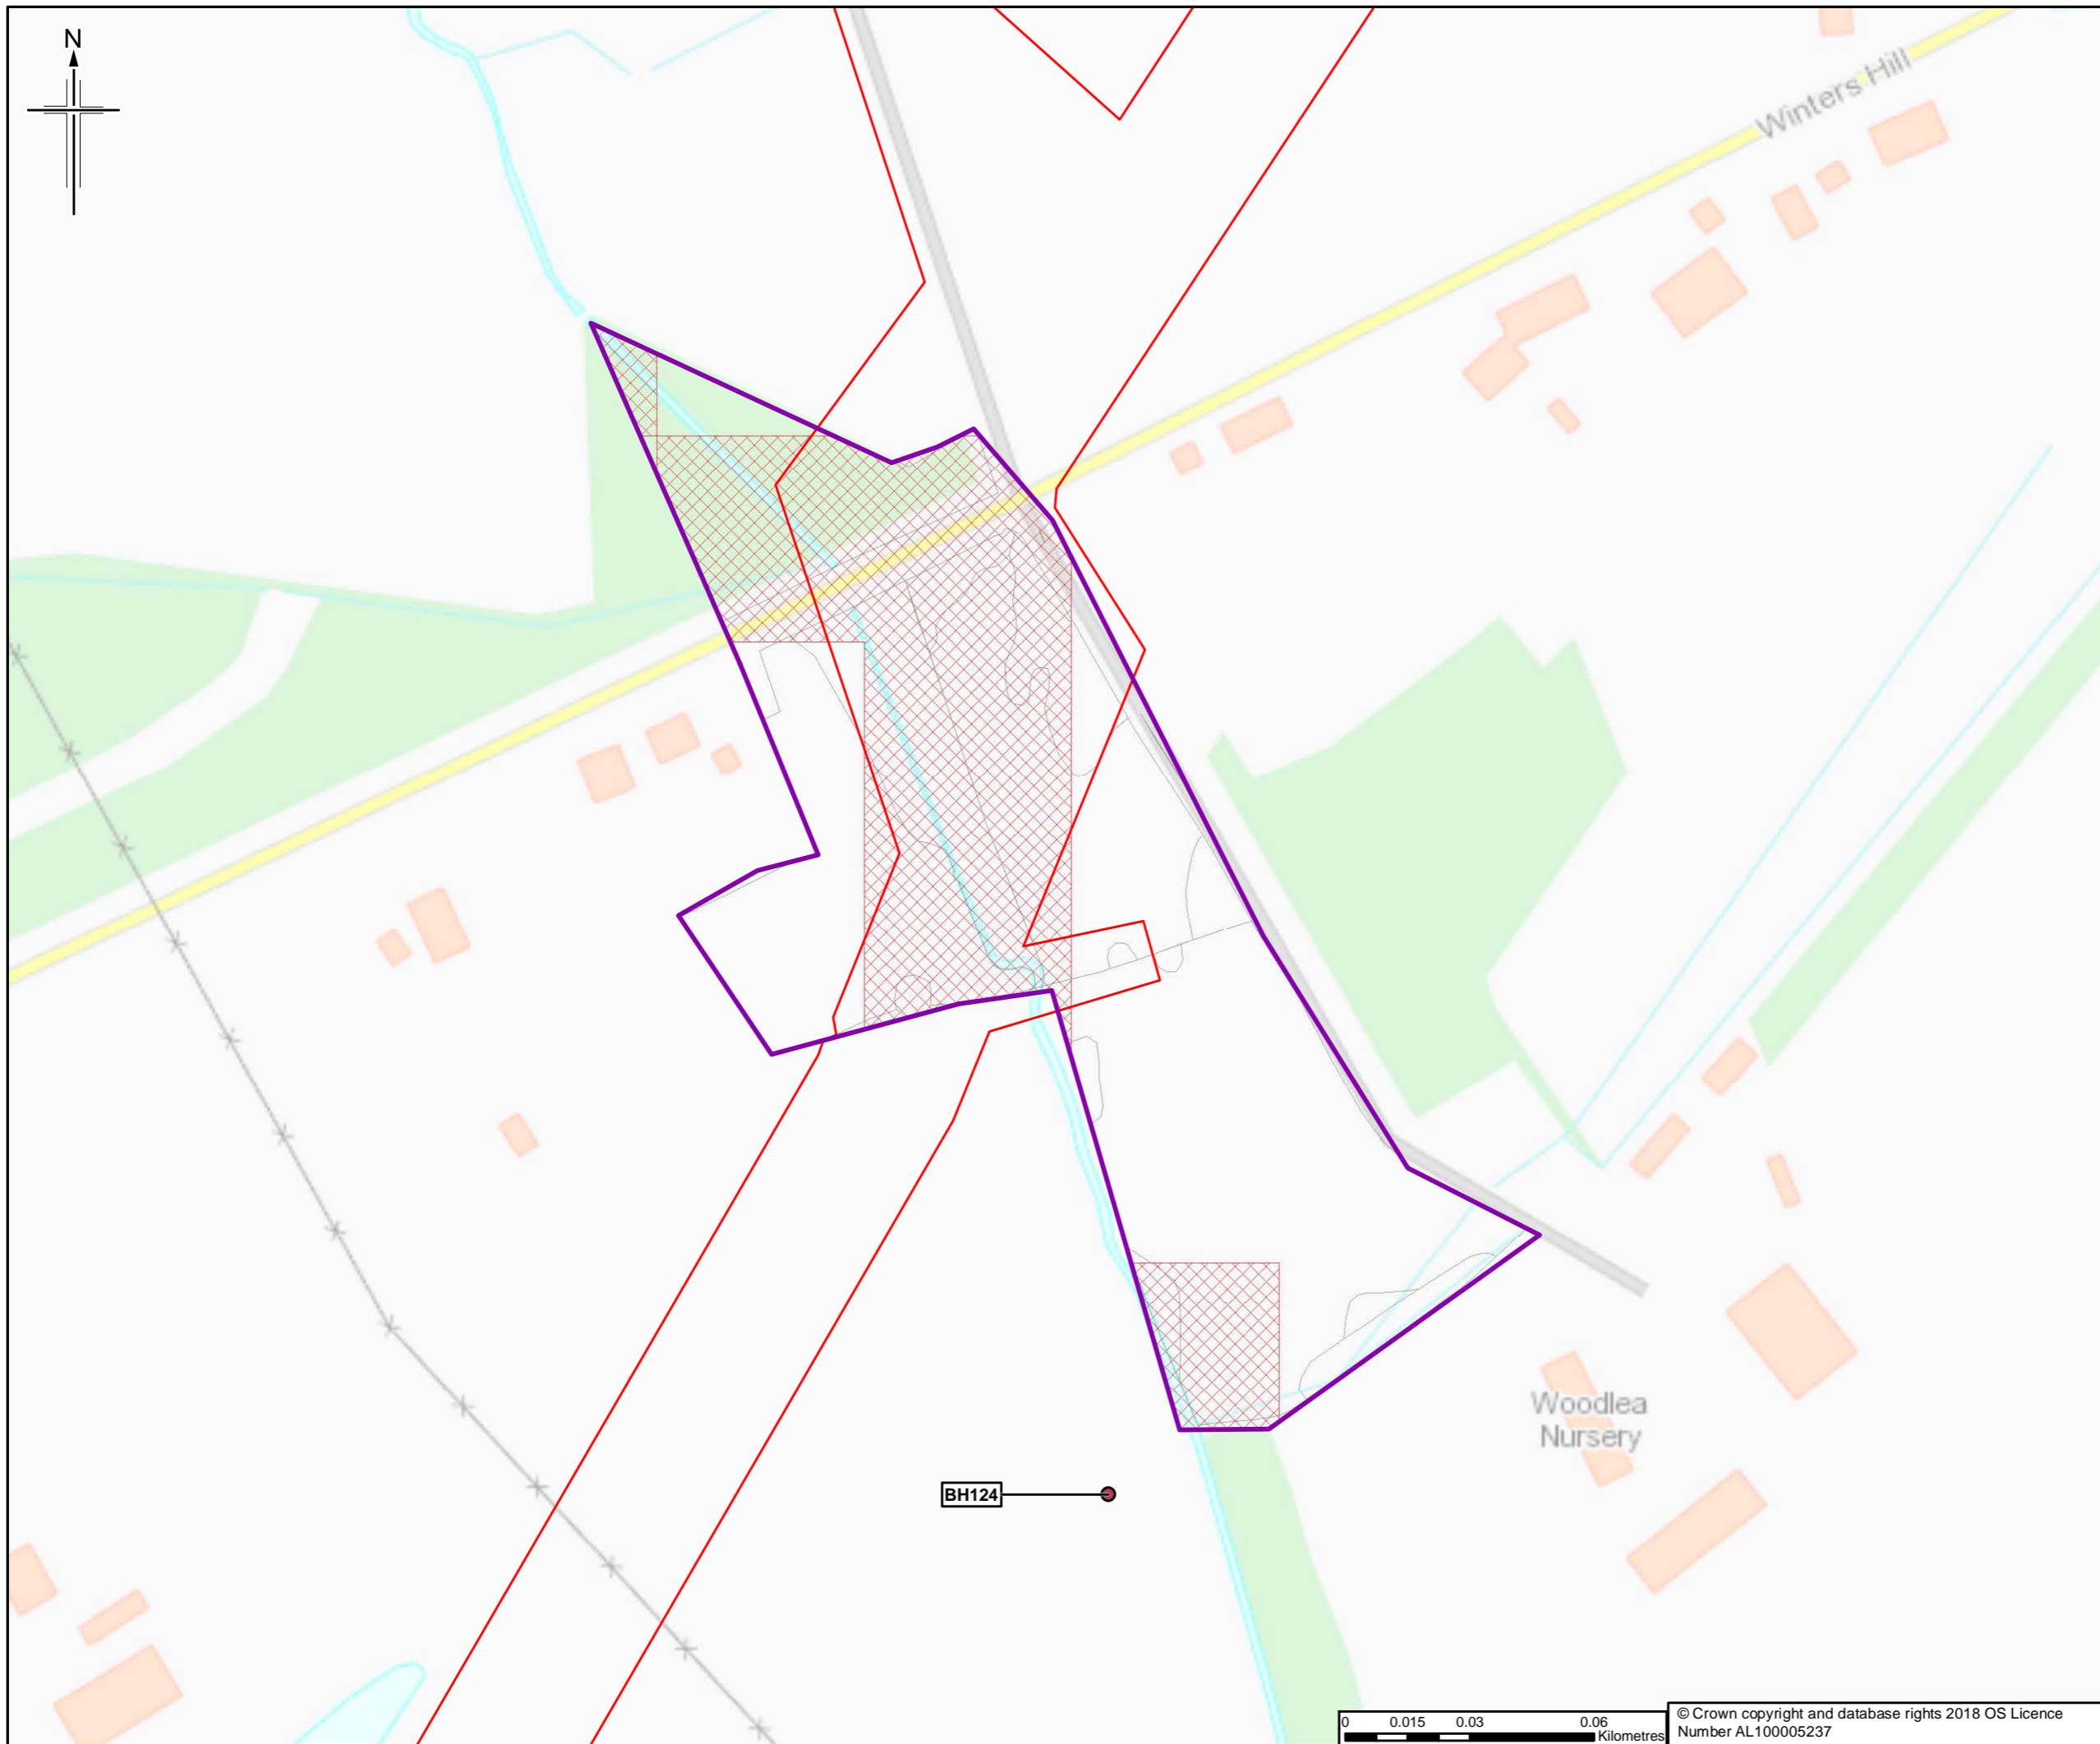 N
Winters Hill
Woodlea
Nursery
BH124
0 0.015 0.03 0.06
Kilometres
© Crown copyright and database rights 2018 OS Licence
Number AL100005237